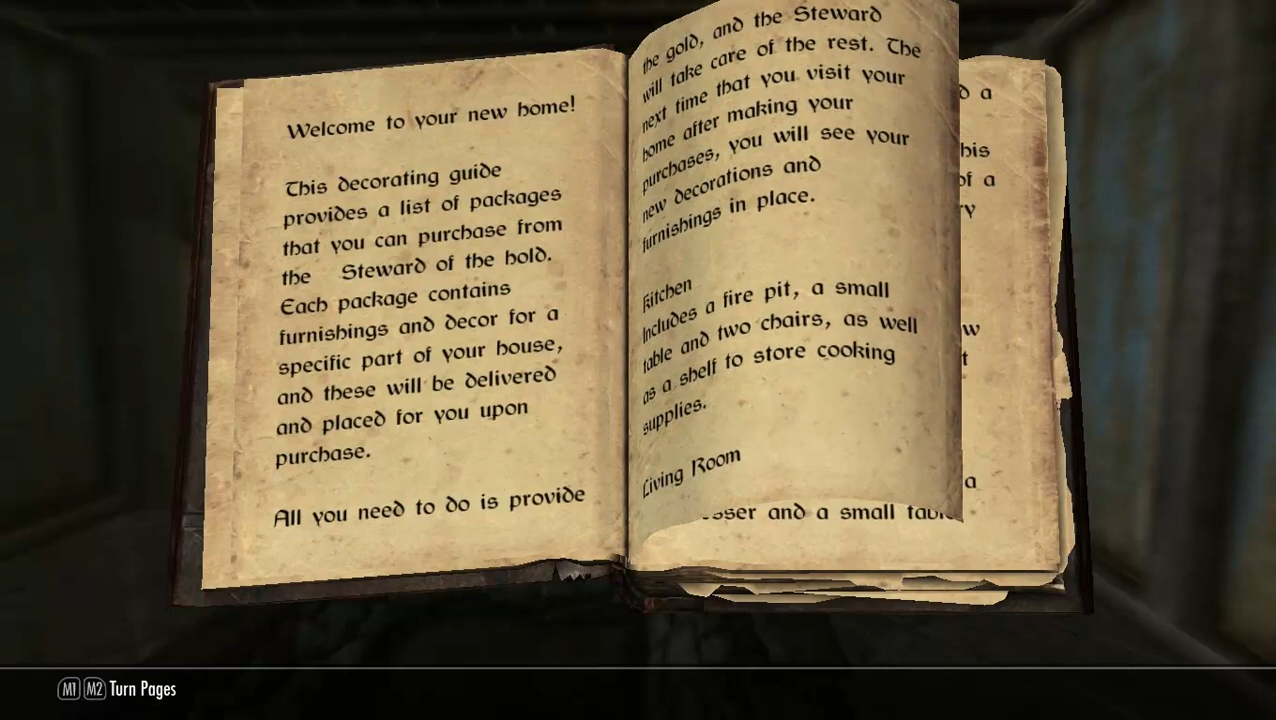 Welcome to your new home!
This decorating guide
provides a list of packages
that you can purchase from
the Steward of the hold.
Each package contains
furnishings and decor for a
specific part of your house,
and these will be delivered
and placed for you upon
purchase.
All you need to do is provide
the gold, and the Steward
will take care of the rest. The
next time that you visit your
home after making your
purchases, you will see your
new decorations and
furnishings in place.
Kitchen
Includes a fire pit, a small
table and two chairs, as well
as a shelf to store cooking
supplies.
Living Room
and a small
a
of a
a
M1 M2 Turn Pages